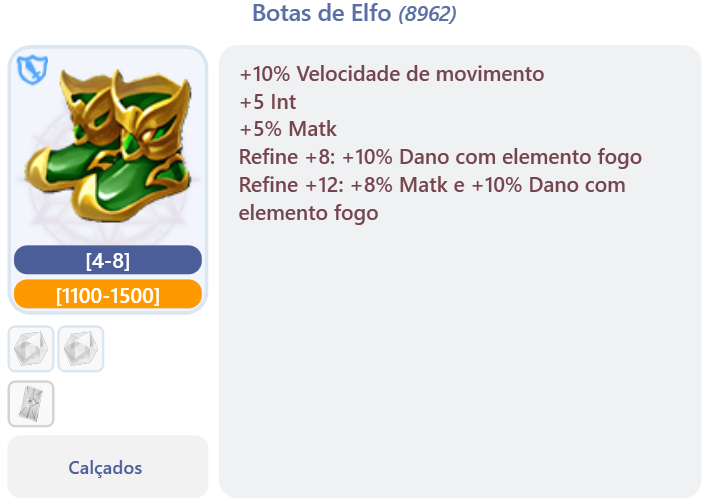 Botas de Elfo (8962)
+10% Velocidade de movimento
+5 Int
+5% Matk
Refine +8: +10% Dano com elemento fogo
Refine +12: +8% Matk e +10% Dano com
elemento fogo
[4-8]
[1100-1500]
Calçados